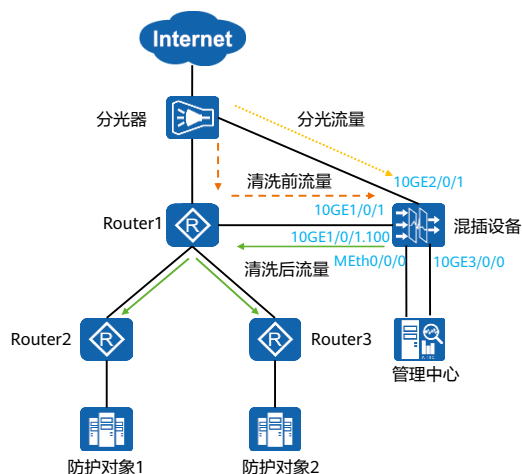 Internet
分光器
分光流量
清洗前流量
10GE2/0/1
10GE1/0/1
Router1
R
混插设备
10GE1/0/1.100
清洗后流量
MEth0/0/0
10GE3/0/0
Router2
R
R
Router3
管理中心
防护对象1
防护对象2